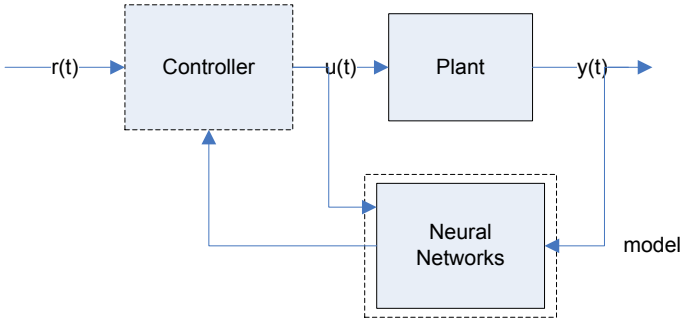 r(t)
Controller
u(t)
Plant
y(t)
Neural
Networks
model